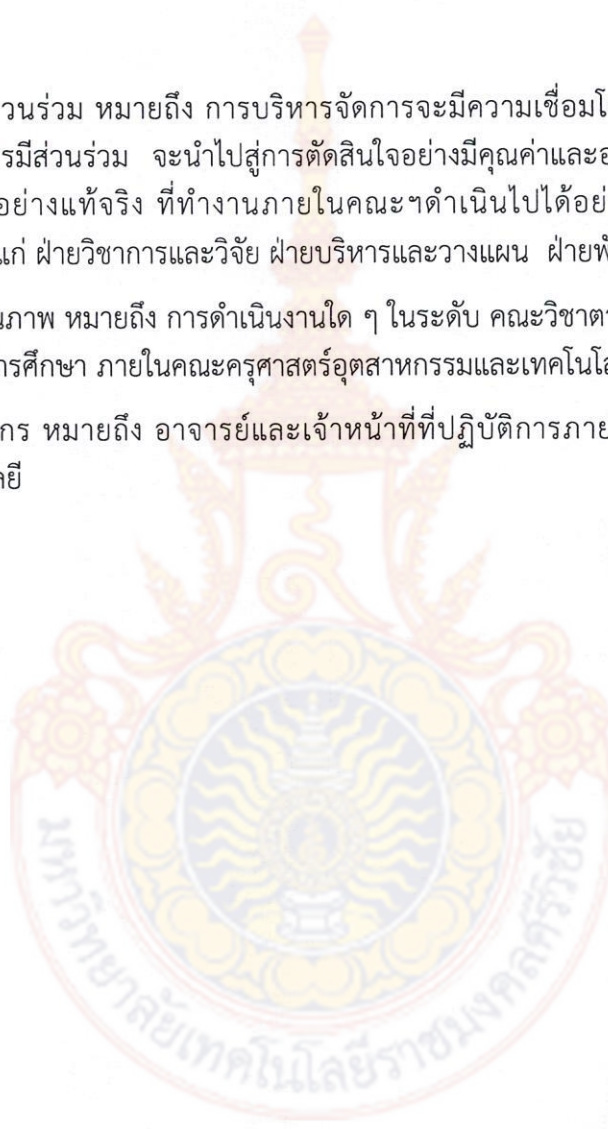 วนร่วม หมายถึง การบริหารจัดการจะมีความเชื่อมโ
รมีส่วนร่วม จะนำไปสู่การตัดสินใจอย่างมีคุณค่าและอ
อย่างแท้จริง ที่ทำงานภายในคณะฯดำเนินไปได้อย่
แก่ ฝ่ายวิชาการและวิจัย ฝ่ายบริหารและวางแผน ฝ่ายพั
ณภาพ หมายถึง การดำเนินงานใด ๆ ในระดับ คณะวิชาตา
ารศึกษา ภายในคณะครุศาสตร์อุตสาหกรรมและเทคโนโล
กร หมายถึง อาจารย์และเจ้าหน้าที่ที่ปฏิบัติการภาย
ลยี
มหาวิทยาลัยเทคโนโลยีราชมงคลศรีวิชัย